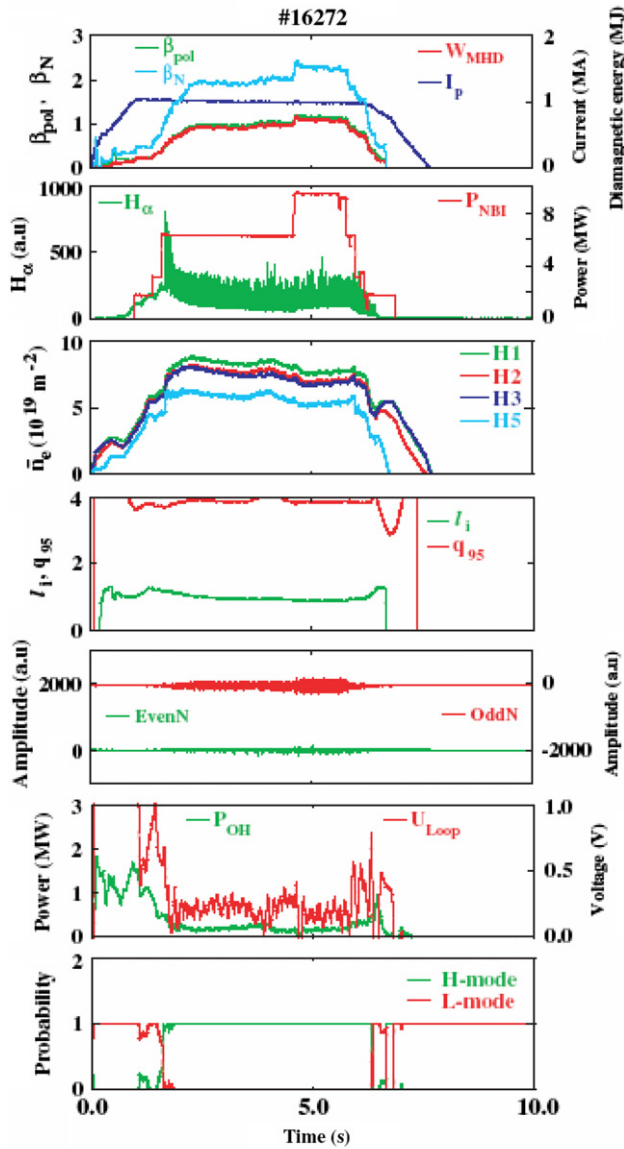 #16272
3
2
1
0
β_pol, β_N
β_pol
β_N
W_MHD
I_p
2
1
0
Current (MA)
Diamagnetic energy (MJ)
1000
500
0
H_α (a.u)
H_α
P_NBI
8
4
0
Power (MW)
10
5
0
n̄_e (10^19 m^-2)
H1
H2
H3
H5
4
2
0
l_i, q_95
l_i
q_95
2000
0
Amplitude (a.u)
EvenN
OddN
0
-2000
Amplitude (a.u)
3
2
1
0
Power (MW)
P_OH
U_Loop
1.0
0.5
0.0
Voltage (V)
2
1
0
Probability
H-mode
L-mode
0.0
5.0
10.0
Time (s)